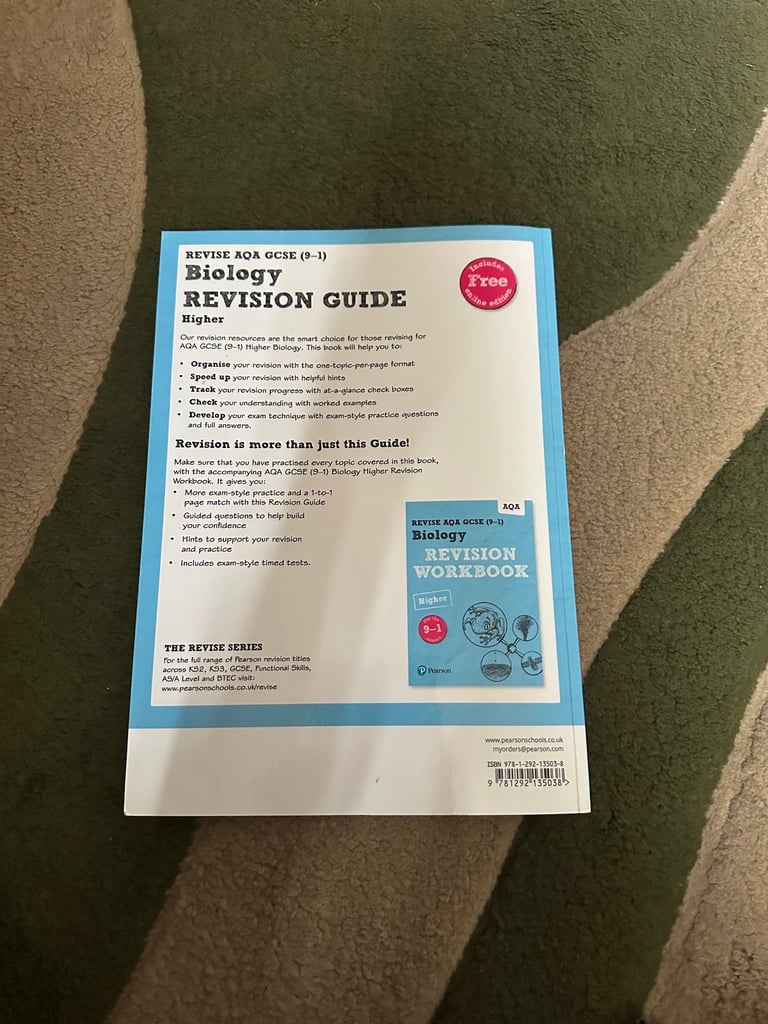 REVISE AQA GCSE (9–1)
Biology
REVISION GUIDE
Higher
Includes
Free
online edition
Our revision resources are the smart choice for those revising for
AQA GCSE (9–1) Higher Biology. This book will help you to:
• Organise your revision with the one-topic-per-page format
• Speed up your revision with helpful hints
• Track your revision progress with at-a-glance check boxes
• Check your understanding with worked examples
• Develop your exam technique with exam-style practice questions
and full answers.
Revision is more than just this Guide!
Make sure that you have practised every topic covered in this book,
with the accompanying AQA GCSE (9–1) Biology Higher Revision
Workbook. It gives you:
• More exam-style practice and a 1-to-1
page match with this Revision Guide
• Guided questions to help build
your confidence
• Hints to support your revision
and practice
• Includes exam-style timed tests.
AQA
REVISE AQA GCSE (9–1)
Biology
REVISION
WORKBOOK
Higher
9–1
Pearson
THE REVISE SERIES
For the full range of Pearson revision titles
across KS2, KS3, GCSE, Functional Skills,
AS/A Level and BTEC visit:
www.pearsonschools.co.uk/revise
www.pearsonschools.co.uk
myorders@pearson.com
ISBN 978-1-292-13503-8
9 781292 135038 >